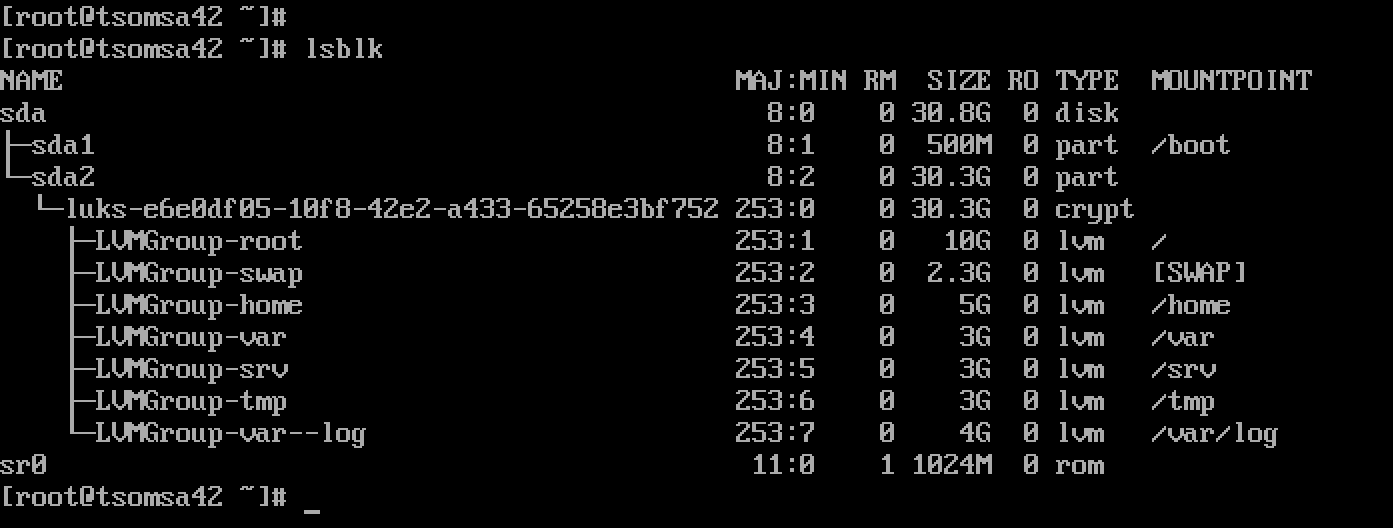 [root@tsomsa42 ~]#
[root@tsomsa42 ~]# lsblk
NAME                                          MAJ:MIN RM  SIZE RO TYPE  MOUNTPOINT
sda                                             8:0    0 30.8G  0 disk
├─sda1                                          8:1    0  500M  0 part  /boot
└─sda2                                          8:2    0 30.3G  0 part
  └─luks-e6e0df05-10f8-42e2-a433-65258e3bf752 253:0    0 30.3G  0 crypt
    ├─LVMGroup-root                           253:1    0   10G  0 lvm   /
    ├─LVMGroup-swap                           253:2    0  2.3G  0 lvm   [SWAP]
    ├─LVMGroup-home                           253:3    0    5G  0 lvm   /home
    ├─LVMGroup-var                            253:4    0    3G  0 lvm   /var
    ├─LVMGroup-srv                            253:5    0    3G  0 lvm   /srv
    ├─LVMGroup-tmp                            253:6    0    3G  0 lvm   /tmp
    └─LVMGroup-var--log                       253:7    0    4G  0 lvm   /var/log
sr0                                            11:0    1 1024M  0 rom
[root@tsomsa42 ~]# _